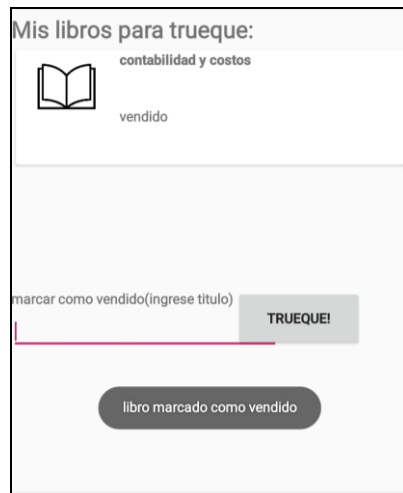 Mis libros para trueque:
contabilidad y costos
vendido
marcar como vendido(ingrese titulo)
TRUEQUE!
libro marcado como vendido